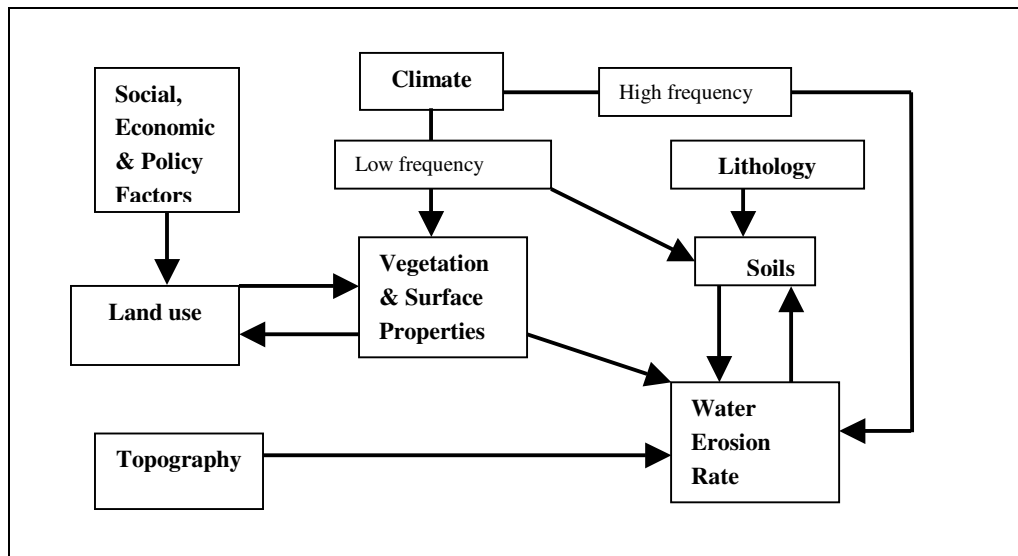 Social,
Economic
& Policy
Factors
Climate
High frequency
Low frequency
Lithology
Vegetation
& Surface
Properties
Soils
Land use
Water
Erosion
Rate
Topography